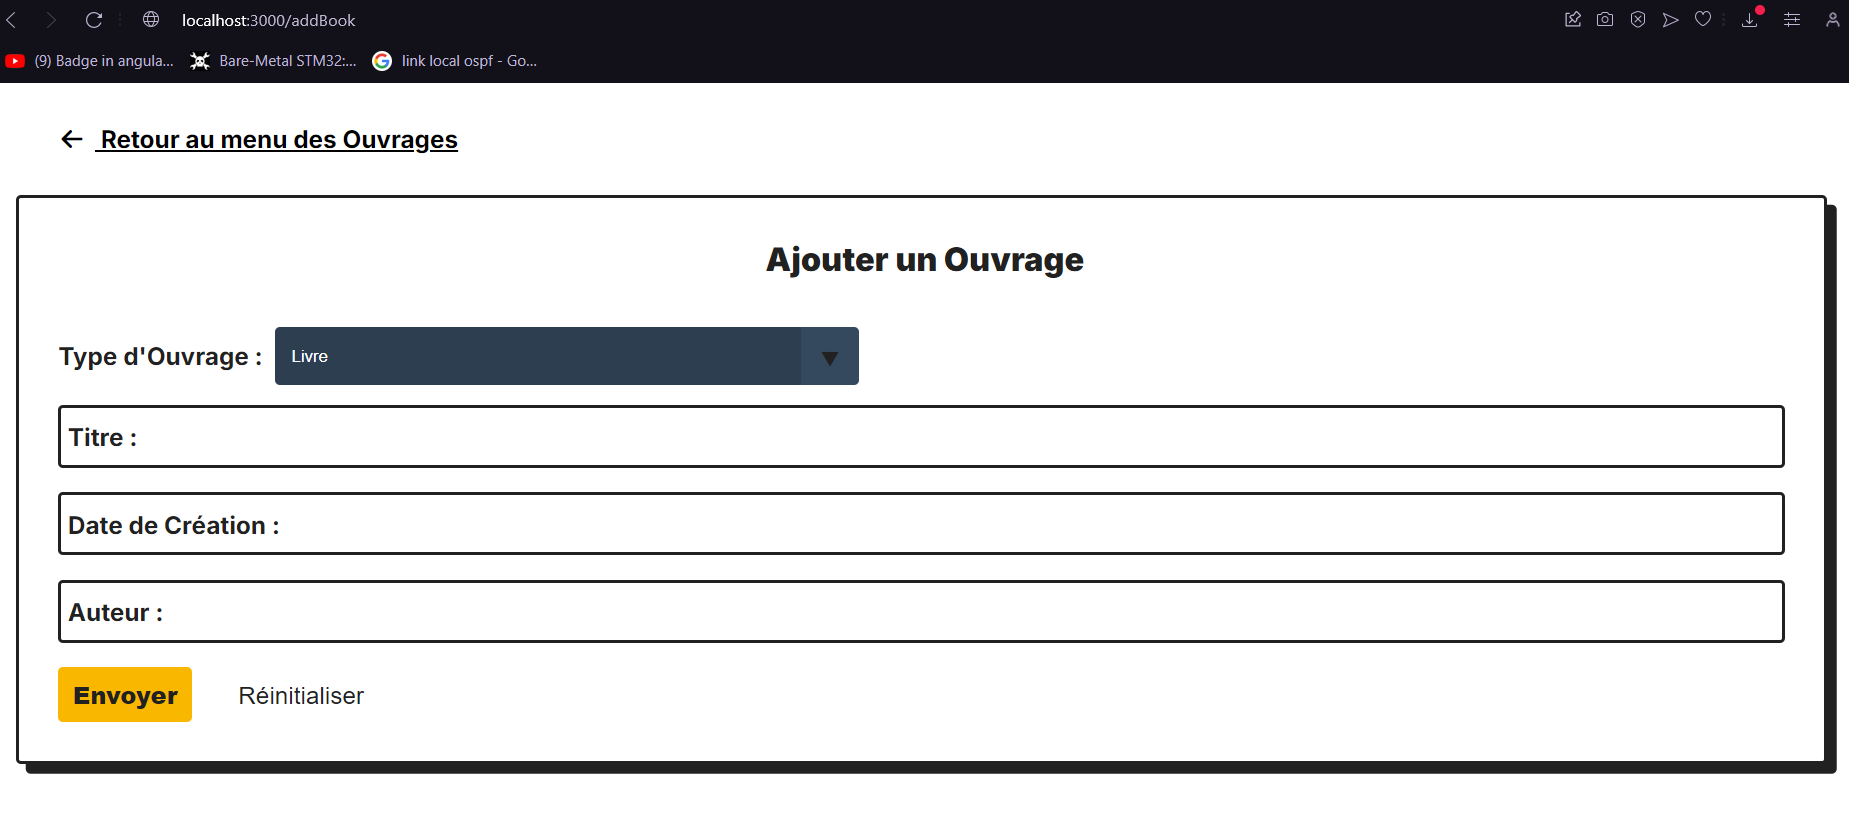 localhost:3000/addBook
(9) Badge in angula...
Bare-Metal STM32:...
link local ospf - Go...
Retour au menu des Ouvrages
Ajouter un Ouvrage
Type d'Ouvrage :
Livre
Titre :
Date de Création :
Auteur :
Envoyer
Réinitialiser